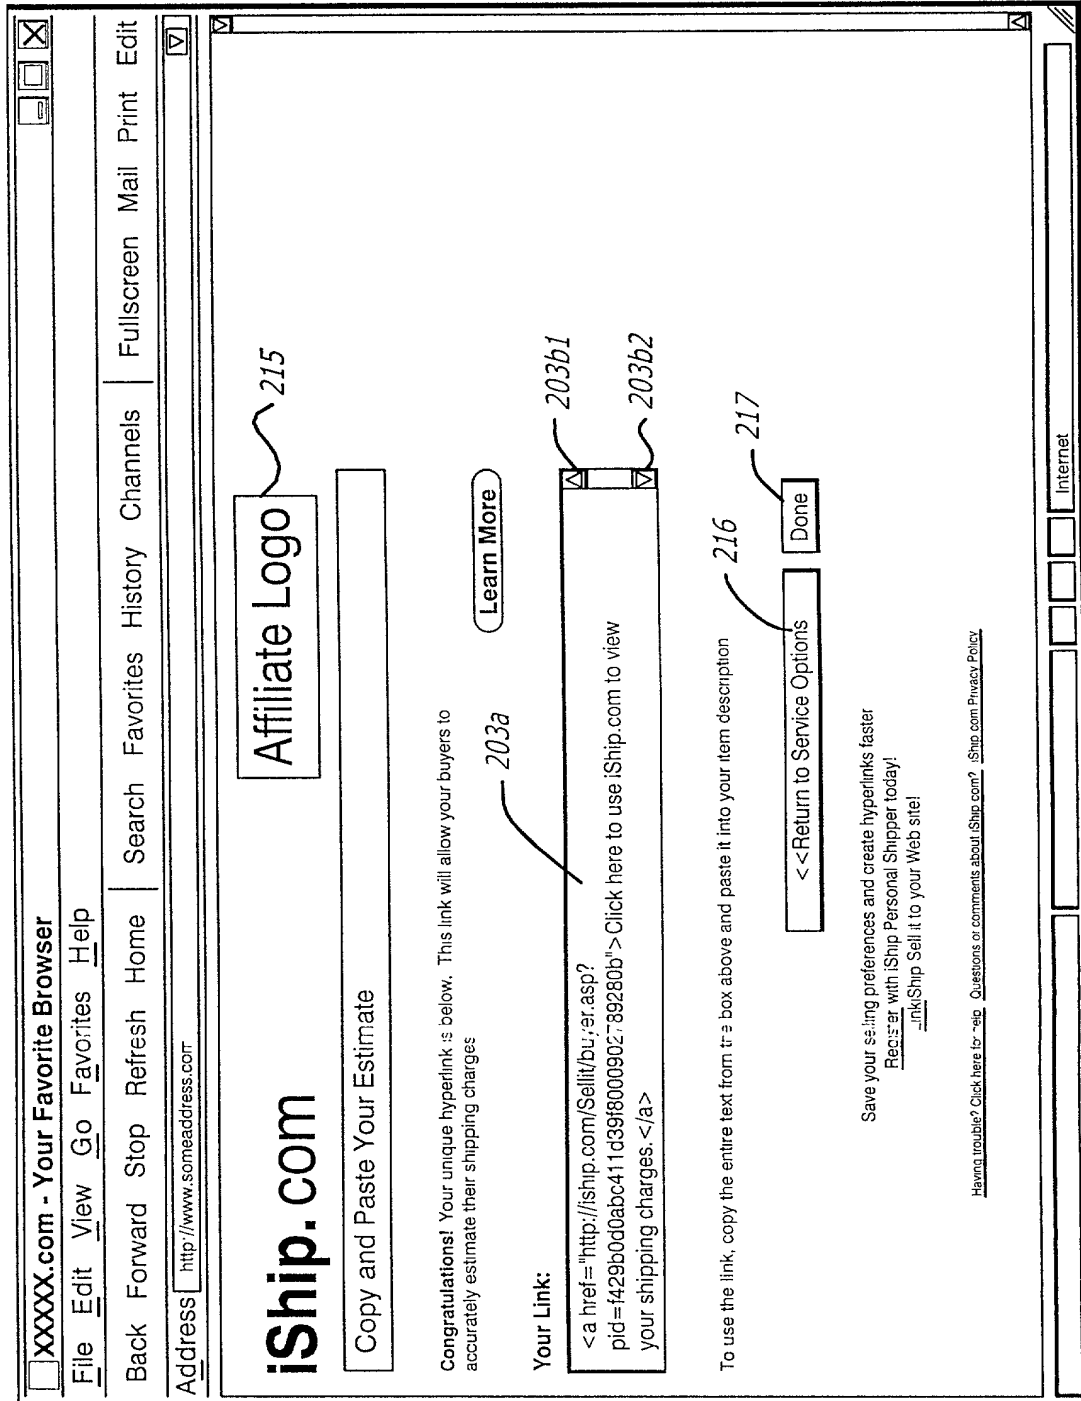 XXXXX.com - Your Favorite Browser
File Edit View Go Favorites Help
Back Forward Stop Refresh Home Search Favorites History Channels Fullscreen Mail Print Edit
Address http://www.someaddress.com
iShip.com
Affiliate Logo
215
Copy and Paste Your Estimate
Congratulations! Your unique hyperlink is below. This link will allow your buyers to
accurately estimate their shipping charges
Learn More
203a
Your Link:
203b1
203b2
<a href="http://iship.com/Sellit/buyer.asp?
pid=f429b0d0abc411d39f8000902789280b">Click here to use iShip.com to view
your shipping charges.</a>
To use the link, copy the entire text from the box above and paste it into your item description
216
217
<<Return to Service Options
Done
Save your selling preferences and create hyperlinks faster
Register with iShip Personal Shipper today!
iShip Sell it to your Web site!
Having trouble? Click here for help Questions or comments about iShip com? iShip com Privacy Policy
Internet